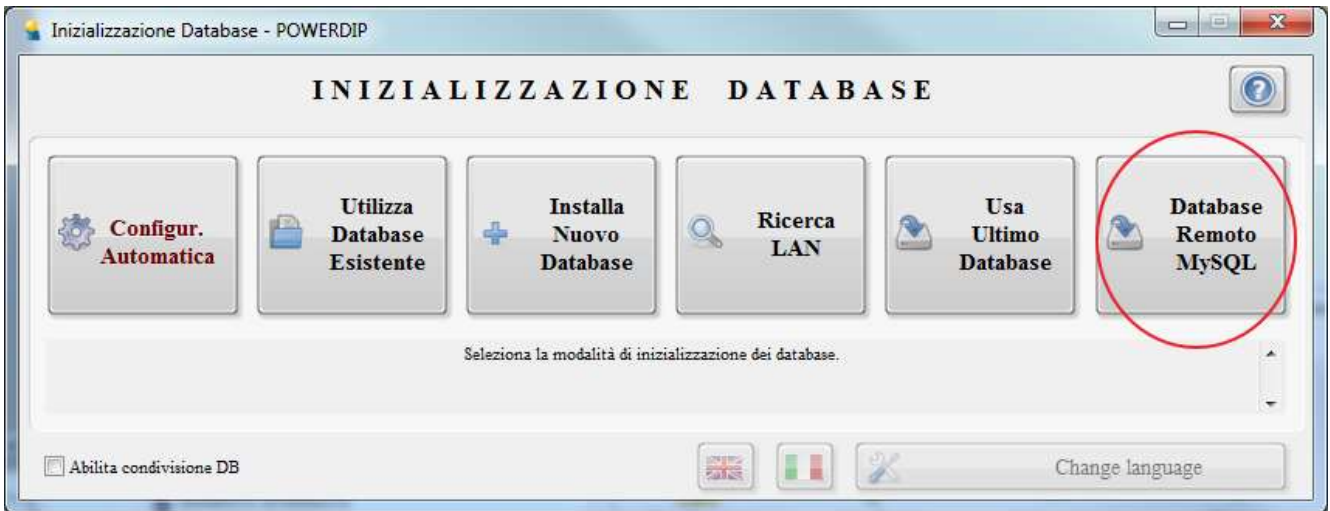 Inizializzazione Database - POWERDIP
INIZIALIZZAZIONE DATABASE
Configur.
Automatica
Utilizza
Database
Esistente
Installa
Nuovo
Database
Ricerca
LAN
Usa
Ultimo
Database
Database
Remoto
MySQL
Seleziona la modalità di inizializzazione dei database.
Abilita condivisione DB
Change language